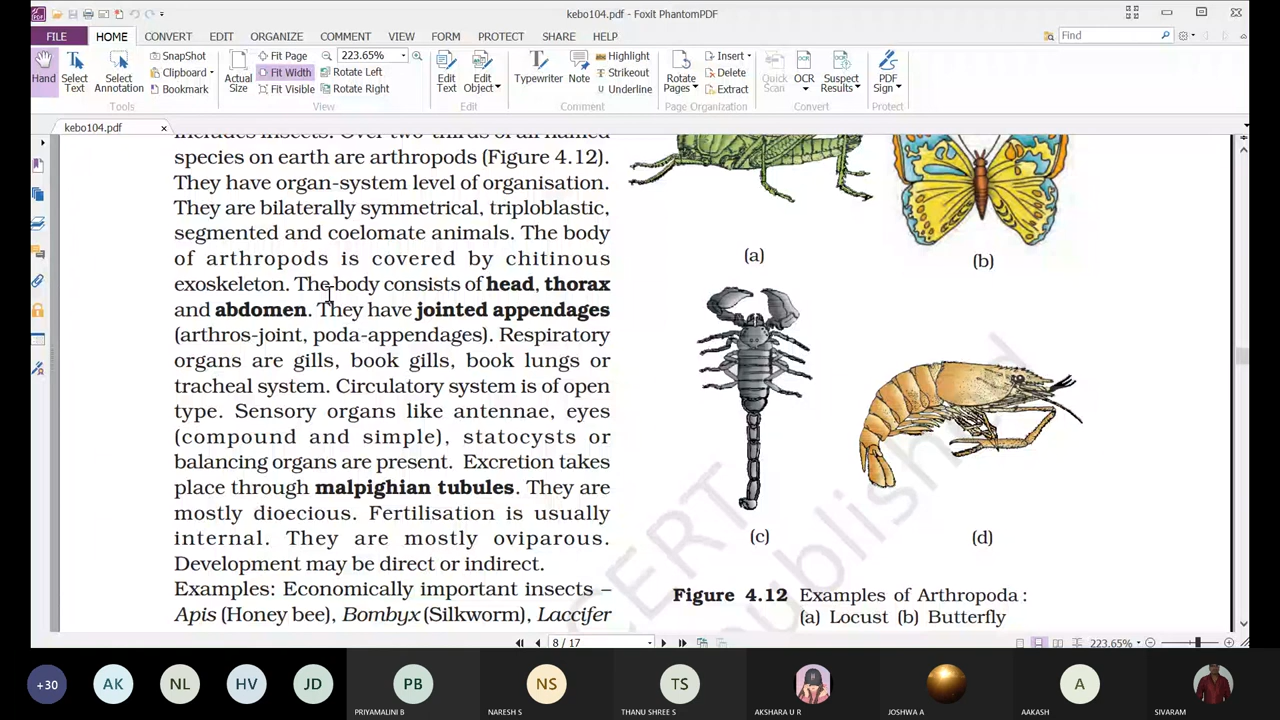 kebo104.pdf - Foxit PhantomPDF
FILE HOME CONVERT EDIT ORGANIZE COMMENT VIEW FORM PROTECT SHARE HELP Find
Hand
Select Text
Select Annotation
SnapShot
Clipboard
Bookmark
Tools
Actual Size
Fit Page
Fit Width
Fit Visible
223.65%
Rotate Left
Rotate Right
View
Edit Text
Edit Object
Edit
Typewriter
Note
Highlight
Strikeout
Underline
Comment
Rotate Pages
Insert
Delete
Extract
Page Organization
Quick Scan
OCR
Suspect Results
Convert
PDF Sign
Protect
kebo104.pdf
includes insects. Over two-thirds of all named
species on earth are arthropods (Figure 4.12).
They have organ-system level of organisation.
They are bilaterally symmetrical, triploblastic,
segmented and coelomate animals. The body
of arthropods is covered by chitinous
exoskeleton. The body consists of head, thorax
and abdomen. They have jointed appendages
(arthros-joint, poda-appendages). Respiratory
organs are gills, book gills, book lungs or
tracheal system. Circulatory system is of open
type. Sensory organs like antennae, eyes
(compound and simple), statocysts or
balancing organs are present. Excretion takes
place through malpighian tubules. They are
mostly dioecious. Fertilisation is usually
internal. They are mostly oviparous.
Development may be direct or indirect.
Examples: Economically important insects –
Apis (Honey bee), Bombyx (Silkworm), Laccifer
(a)
(b)
(c)
(d)
Figure 4.12 Examples of Arthropoda :
(a) Locust (b) Butterfly
8 / 17
223.65%
+30 AK NL HV JD PB NS TS A
PRIYAMALINI B NARESH S THANU SHREE S AKSHARA U R JOSHWA A AAKASH SIVARAM